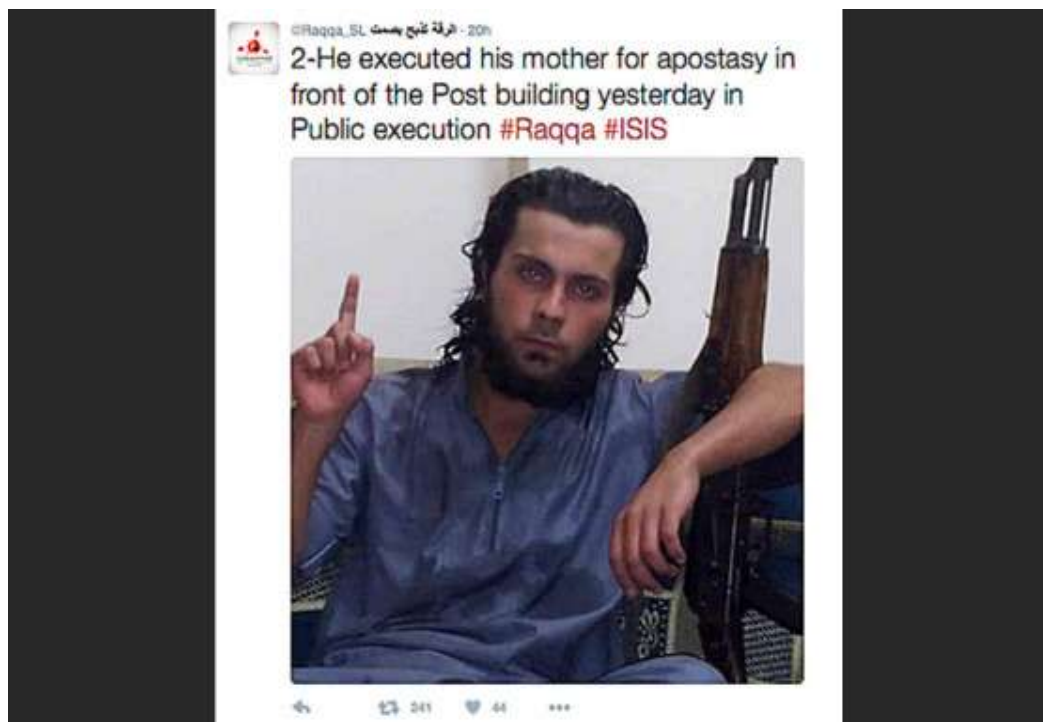 @Raqqa_SL الرقة تذبح بصمت · 20h
2-He executed his mother for apostasy in
front of the Post building yesterday in
Public execution #Raqqa #ISIS
241 44